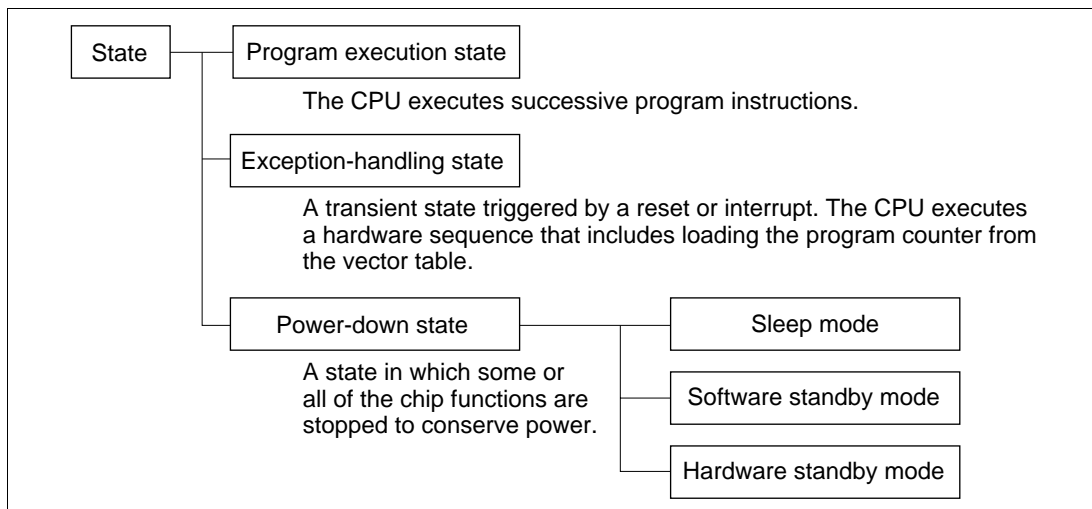 State
Program execution state
The CPU executes successive program instructions.
Exception-handling state
A transient state triggered by a reset or interrupt. The CPU executes
a hardware sequence that includes loading the program counter from
the vector table.
Power-down state
A state in which some or
all of the chip functions are
stopped to conserve power.
Sleep mode
Software standby mode
Hardware standby mode